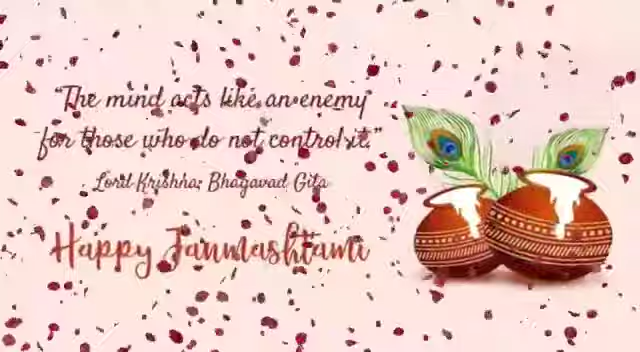 "The mind acts like an enemy
for those who do not control it."
Lord Krishna, Bhagavad Gita
Happy Janmashtami